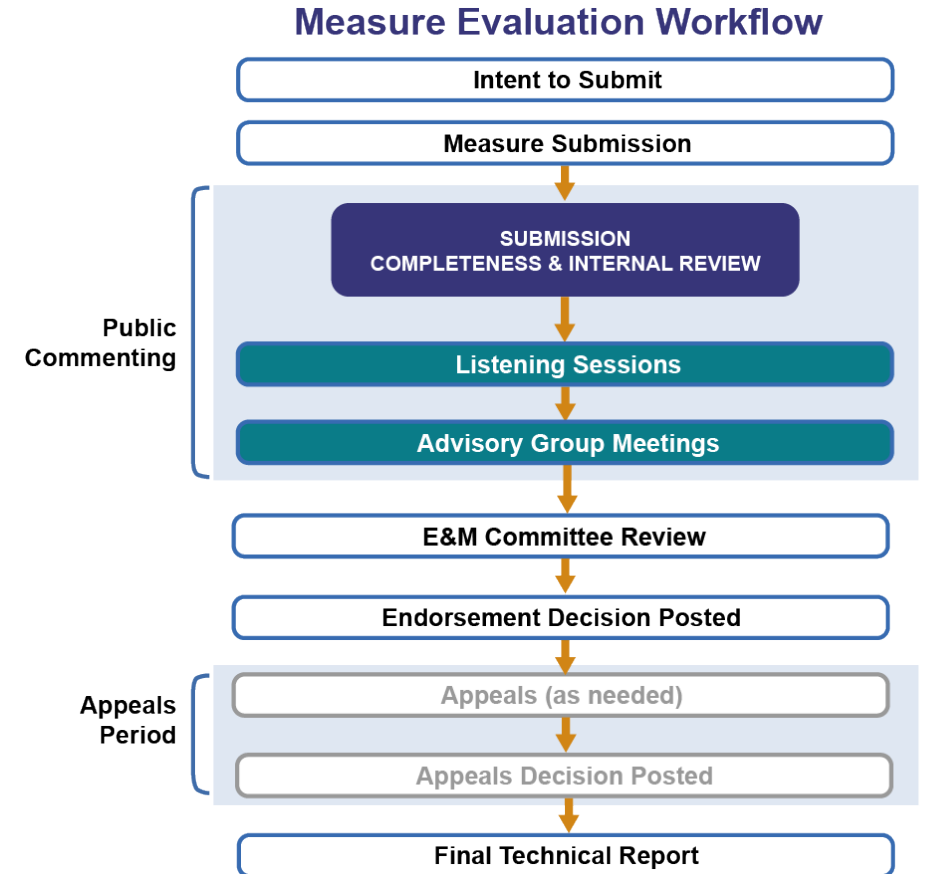 Measure Evaluation Workflow
Intent to Submit
Measure Submission
SUBMISSION
COMPLETENESS & INTERNAL REVIEW
Public
Commenting
Listening Sessions
Advisory Group Meetings
E&M Committee Review
Endorsement Decision Posted
Appeals
Period
Appeals (as needed)
Appeals Decision Posted
Final Technical Report